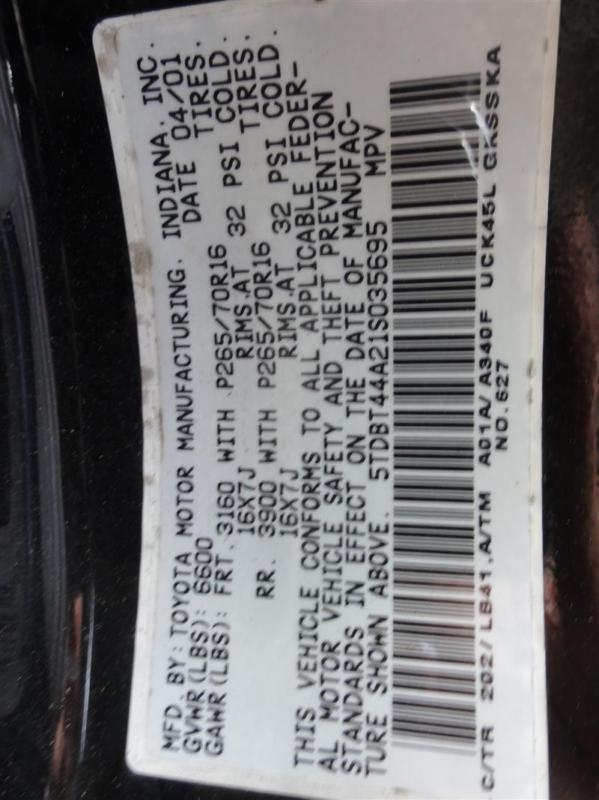 MFD. BY: TOYOTA MOTOR MANUFACTURING, INDIANA, INC.
GVWR(LBS): 6600 DATE 04/01
GAWR(LBS): FRT. 3160 WITH P265/70R16 TIRES.
16X7J RIMS.AT 32 PSI COLD.
RR. 3900 WITH P265/70R16 TIRES.
16X7J RIMS.AT 32 PSI COLD.
THIS VEHICLE CONFORMS TO ALL APPLICABLE FEDER-
AL MOTOR VEHICLE SAFETY AND THEFT PREVENTION
STANDARDS IN EFFECT ON THE DATE OF MANUFAC-
TURE SHOWN ABOVE. 5TDBT44A21S035695 MPV
C/TR 202/LB41,A/TM A01A/A340F UCK45L GKSSKA
NO.627